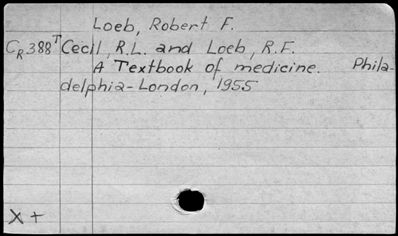 Loeb, Robert F.
CR388T Cecil, R.L. and Loeb, R.F.
A Textbook of medicine. Phila-
delphia-London, 1955
X +